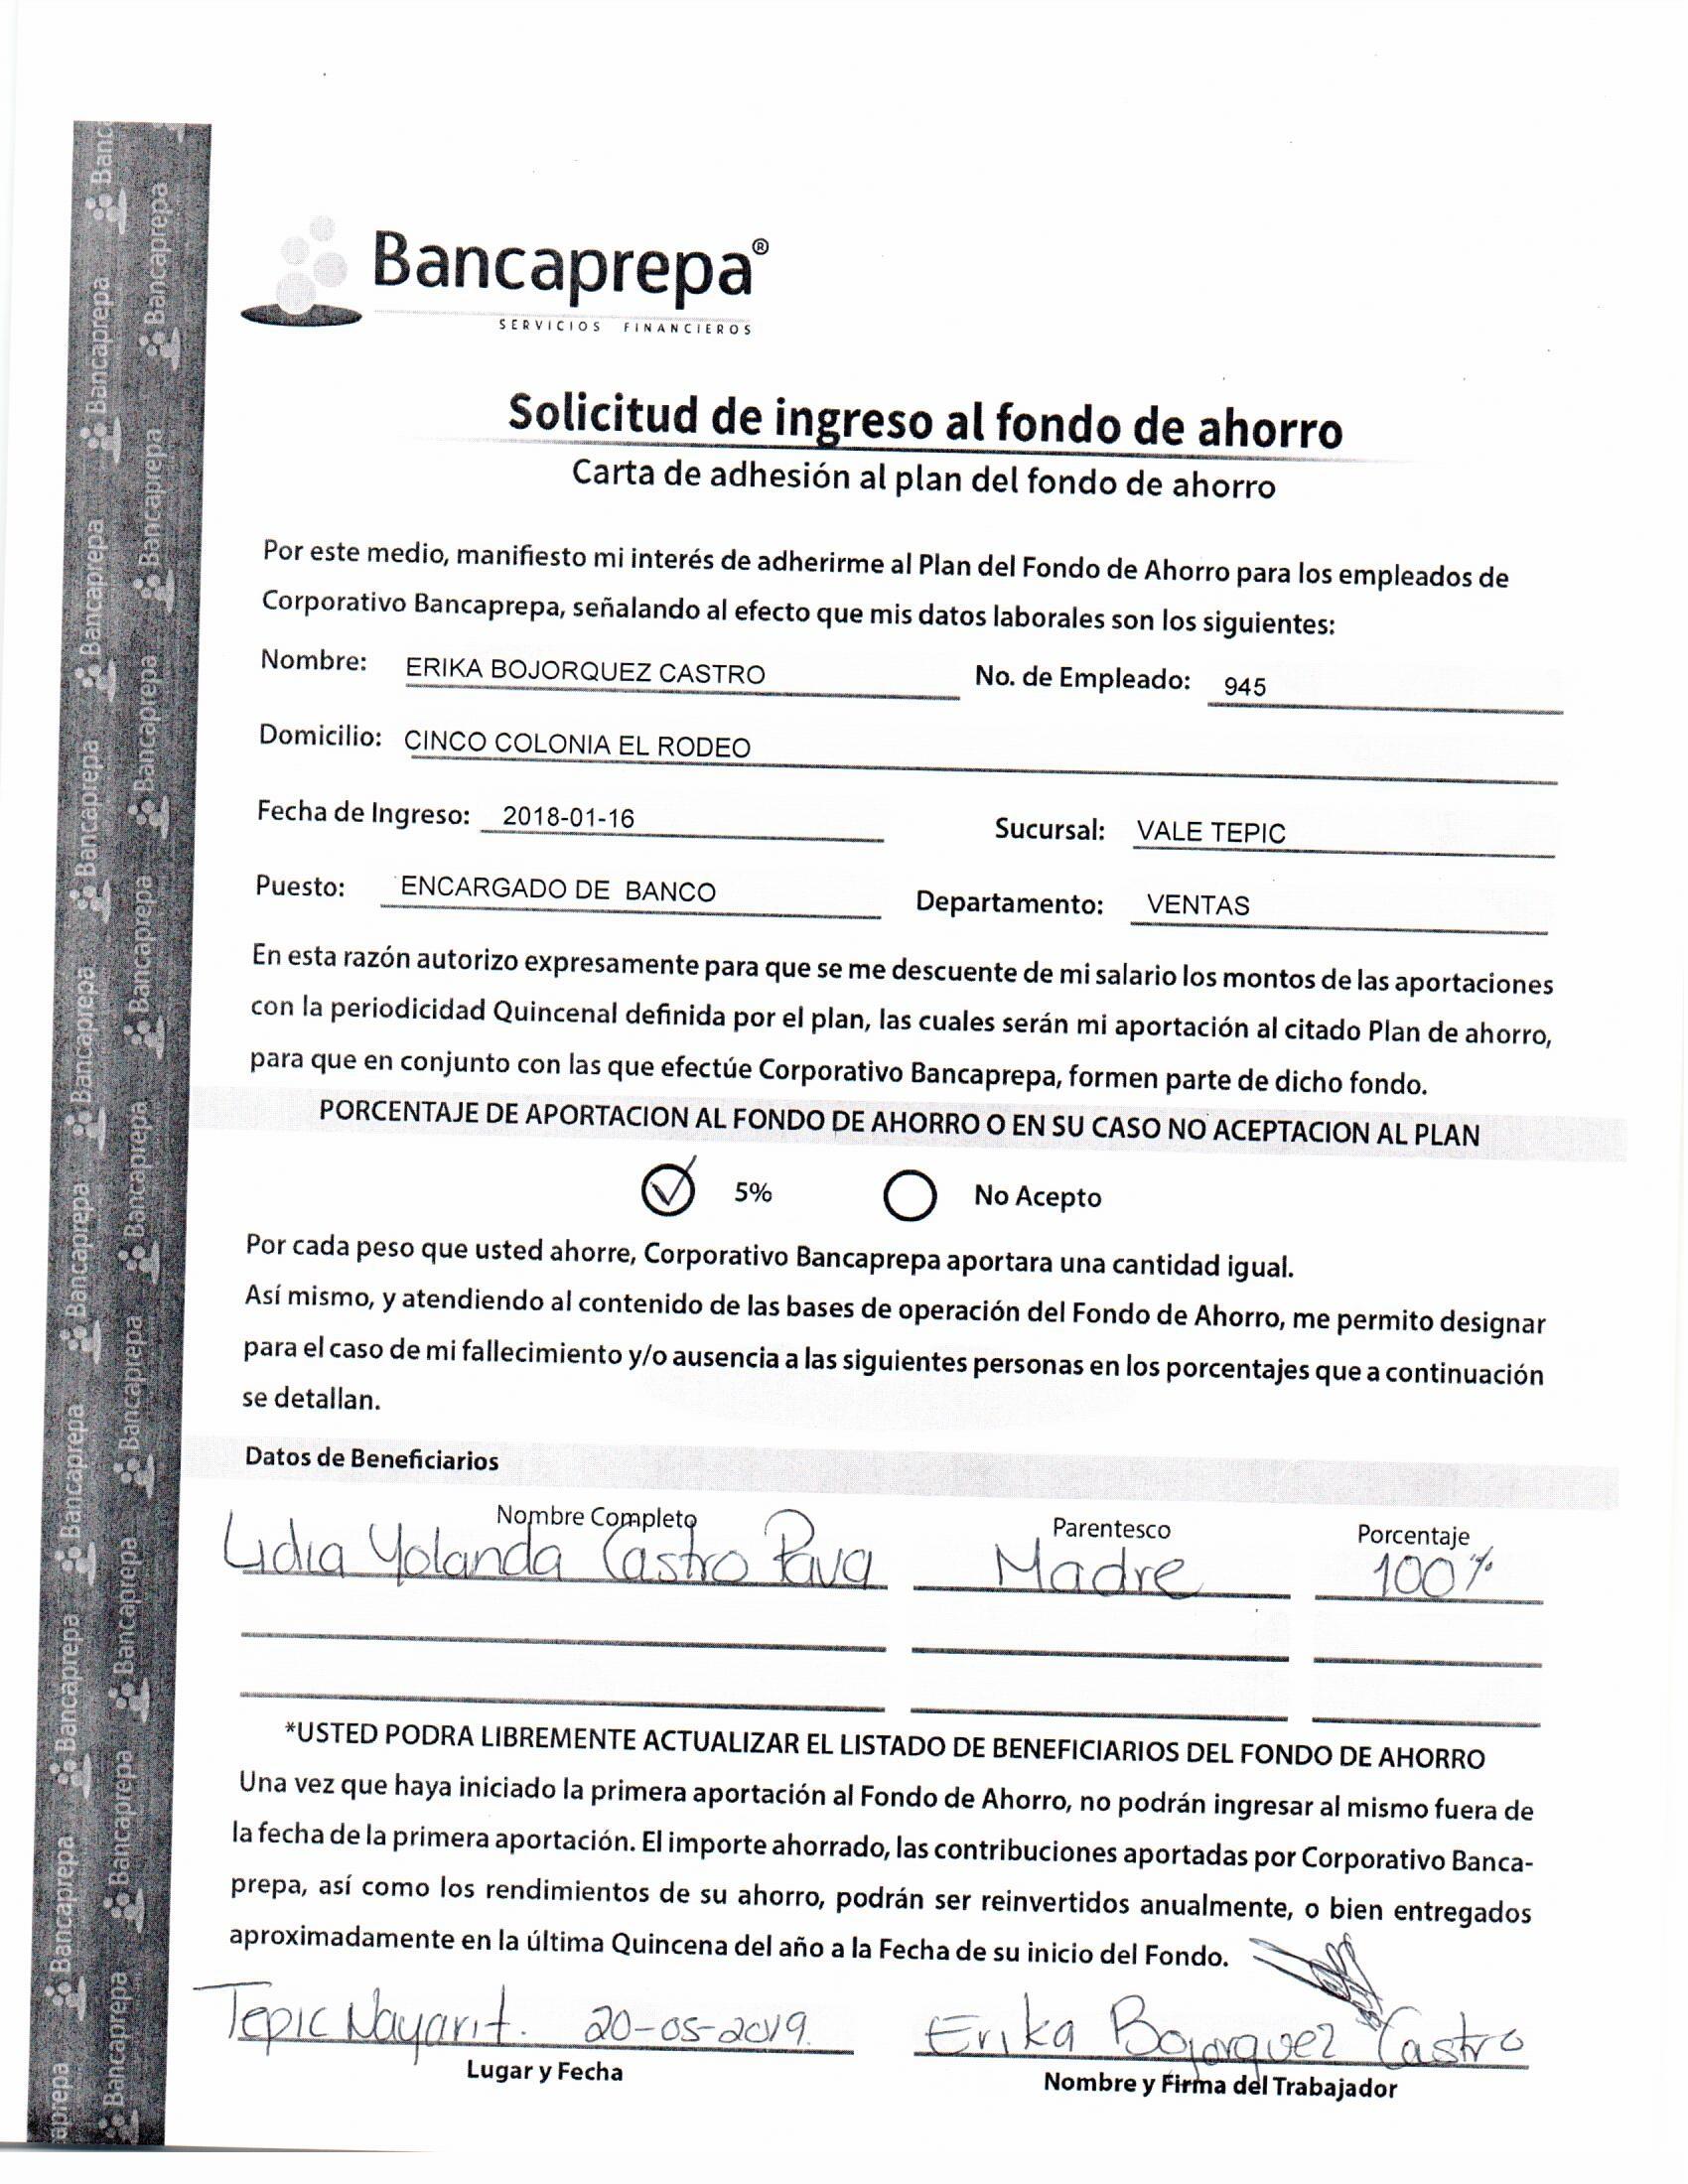 Bancaprepa®
SERVICIOS FINANCIEROS
Solicitud de ingreso al fondo de ahorro
Carta de adhesión al plan del fondo de ahorro
Por este medio, manifiesto mi interés de adherirme al Plan del Fondo de Ahorro para los empleados de
Corporativo Bancaprepa, señalando al efecto que mis datos laborales son los siguientes:
Nombre: ERIKA BOJORQUEZ CASTRO No. de Empleado: 945
Domicilio: CINCO COLONIA EL RODEO
Fecha de Ingreso: 2018-01-16 Sucursal: VALE TEPIC
Puesto: ENCARGADO DE BANCO Departamento: VENTAS
En esta razón autorizo expresamente para que se me descuente de mi salario los montos de las aportaciones
con la periodicidad Quincenal definida por el plan, las cuales serán mi aportación al citado Plan de ahorro,
para que en conjunto con las que efectúe Corporativo Bancaprepa, formen parte de dicho fondo.
PORCENTAJE DE APORTACION AL FONDO DE AHORRO O EN SU CASO NO ACEPTACION AL PLAN
5% No Acepto
Por cada peso que usted ahorre, Corporativo Bancaprepa aportara una cantidad igual.
Así mismo, y atendiendo al contenido de las bases de operación del Fondo de Ahorro, me permito designar
para el caso de mi fallecimiento y/o ausencia a las siguientes personas en los porcentajes que a continuación
se detallan.
Datos de Beneficiarios
Nombre Completo Parentesco Porcentaje
Lidia Yolanda Castro Pava Madre 100%
*USTED PODRA LIBREMENTE ACTUALIZAR EL LISTADO DE BENEFICIARIOS DEL FONDO DE AHORRO
Una vez que haya iniciado la primera aportación al Fondo de Ahorro, no podrán ingresar al mismo fuera de
la fecha de la primera aportación. El importe ahorrado, las contribuciones aportadas por Corporativo Banca-
prepa, así como los rendimientos de su ahorro, podrán ser reinvertidos anualmente, o bien entregados
aproximadamente en la última Quincena del año a la Fecha de su inicio del Fondo.
Tepic Nayarit. 20-05-2019. Erika Bojorquez Castro
Lugar y Fecha Nombre y Firma del Trabajador